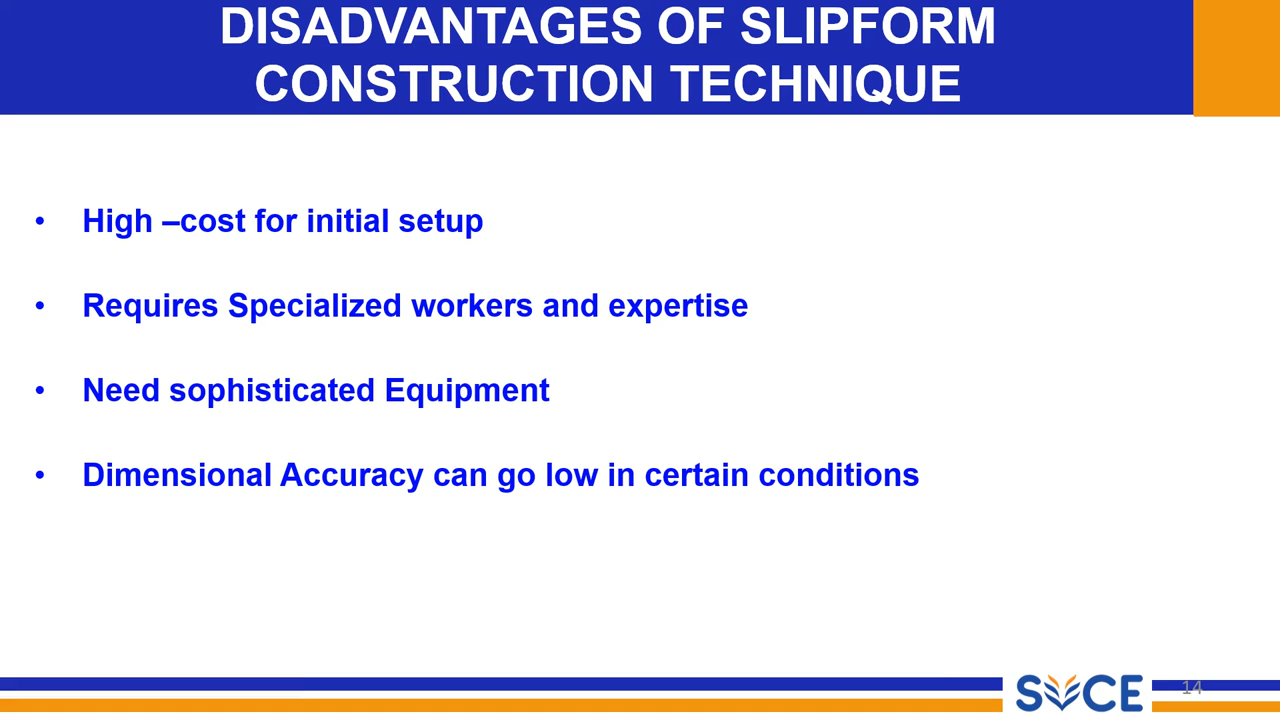 DISADVANTAGES OF SLIPFORM
CONSTRUCTION TECHNIQUE
• High –cost for initial setup
• Requires Specialized workers and expertise
• Need sophisticated Equipment
• Dimensional Accuracy can go low in certain conditions
SVCE
14